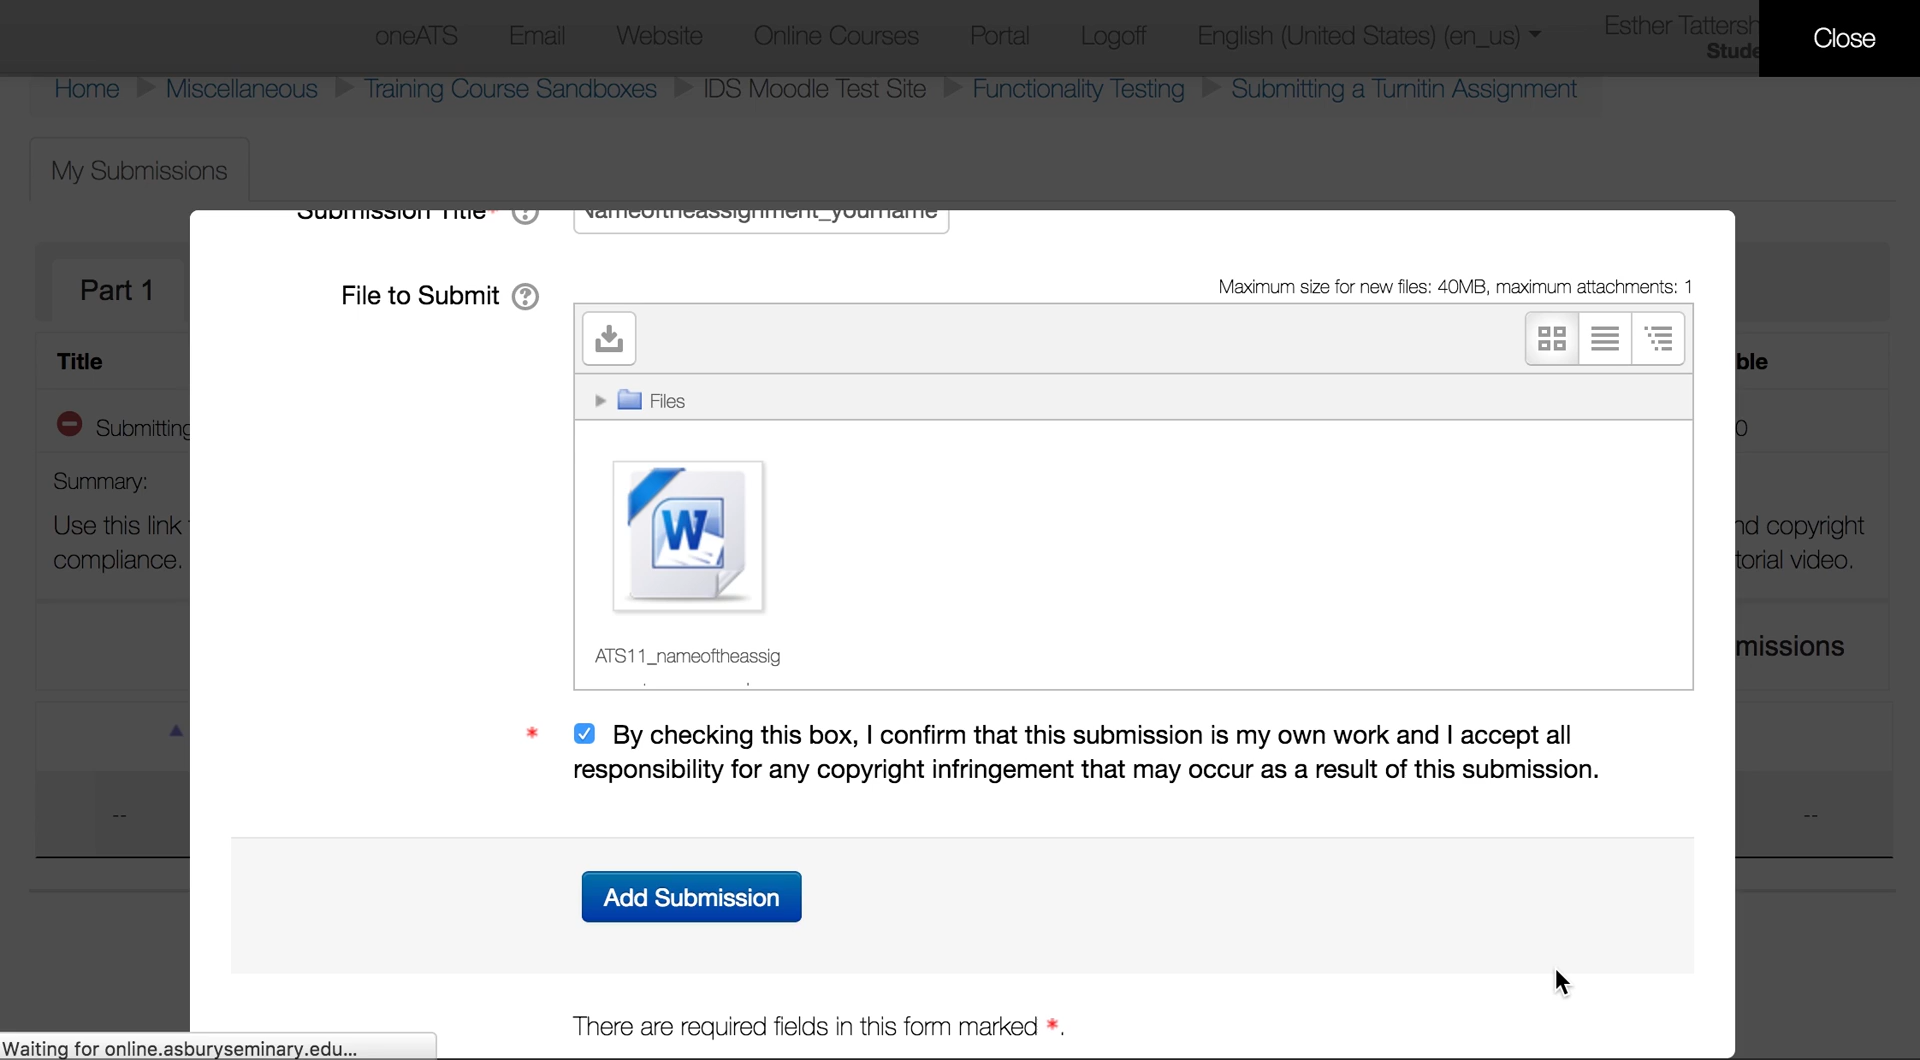 oneATS Email Website Online Courses Portal Logoff English (United States) (en_us) Esther
Close
Home Miscellaneous Training Course Sandboxes IDS Moodle Test Site Functionality Testing Submitting a Turnitin Assignment
My Submissions
Submission Title* ?
Nameoftheassignment_yourname
Part 1
File to Submit ?
Maximum size for new files: 40MB, maximum attachments: 1
Title
ble
Files
Submitting
0
Summary:
Use this link
compliance.
nd copyright
torial video.
W
ATS11_nameoftheassig
missions
* By checking this box, I confirm that this submission is my own work and I accept all
responsibility for any copyright infringement that may occur as a result of this submission.
--
--
Add Submission
There are required fields in this form marked *.
Waiting for online.asburyseminary.edu...